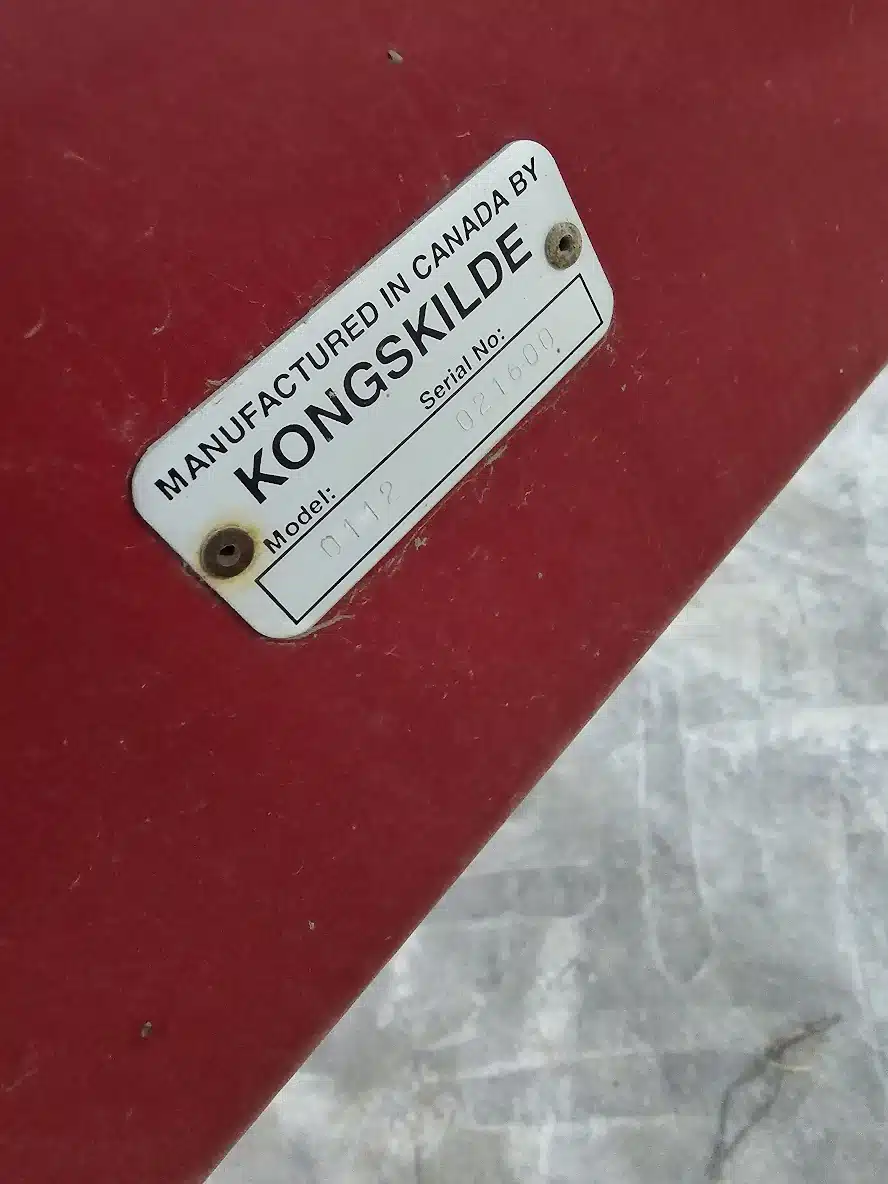 MANUFACTURED IN CANADA BY
KONGSKILDE
Model: Serial No:
0112 021600